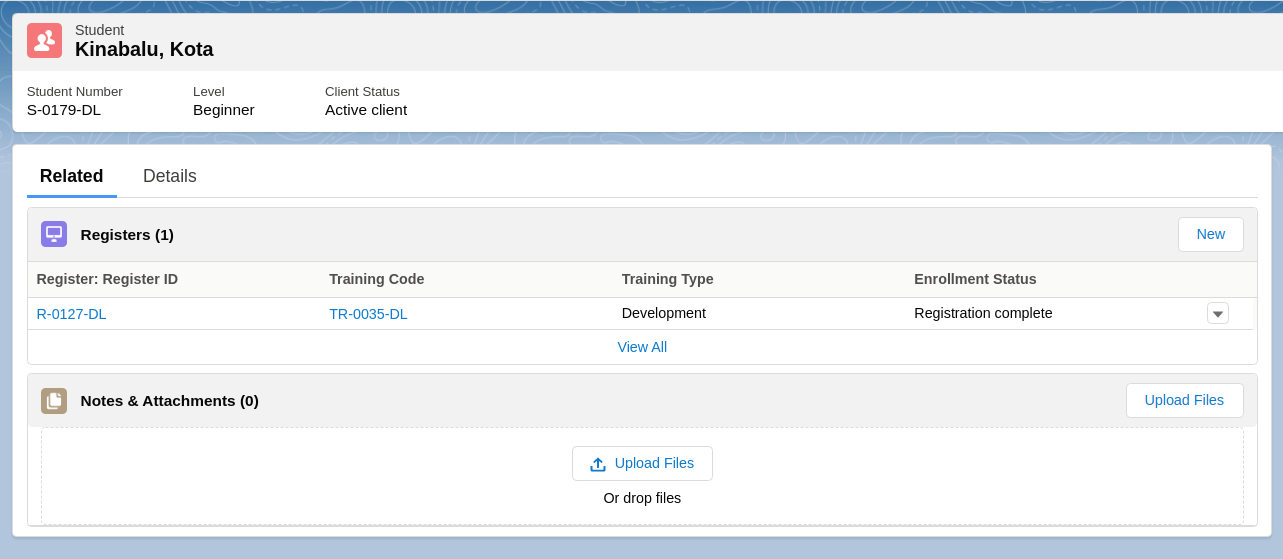 Student
Kinabalu, Kota
Student Number Level Client Status
S-0179-DL Beginner Active client
Related Details
Registers (1) New
Register: Register ID Training Code Training Type Enrollment Status
R-0127-DL TR-0035-DL Development Registration complete
View All
Notes & Attachments (0) Upload Files
Upload Files
Or drop files